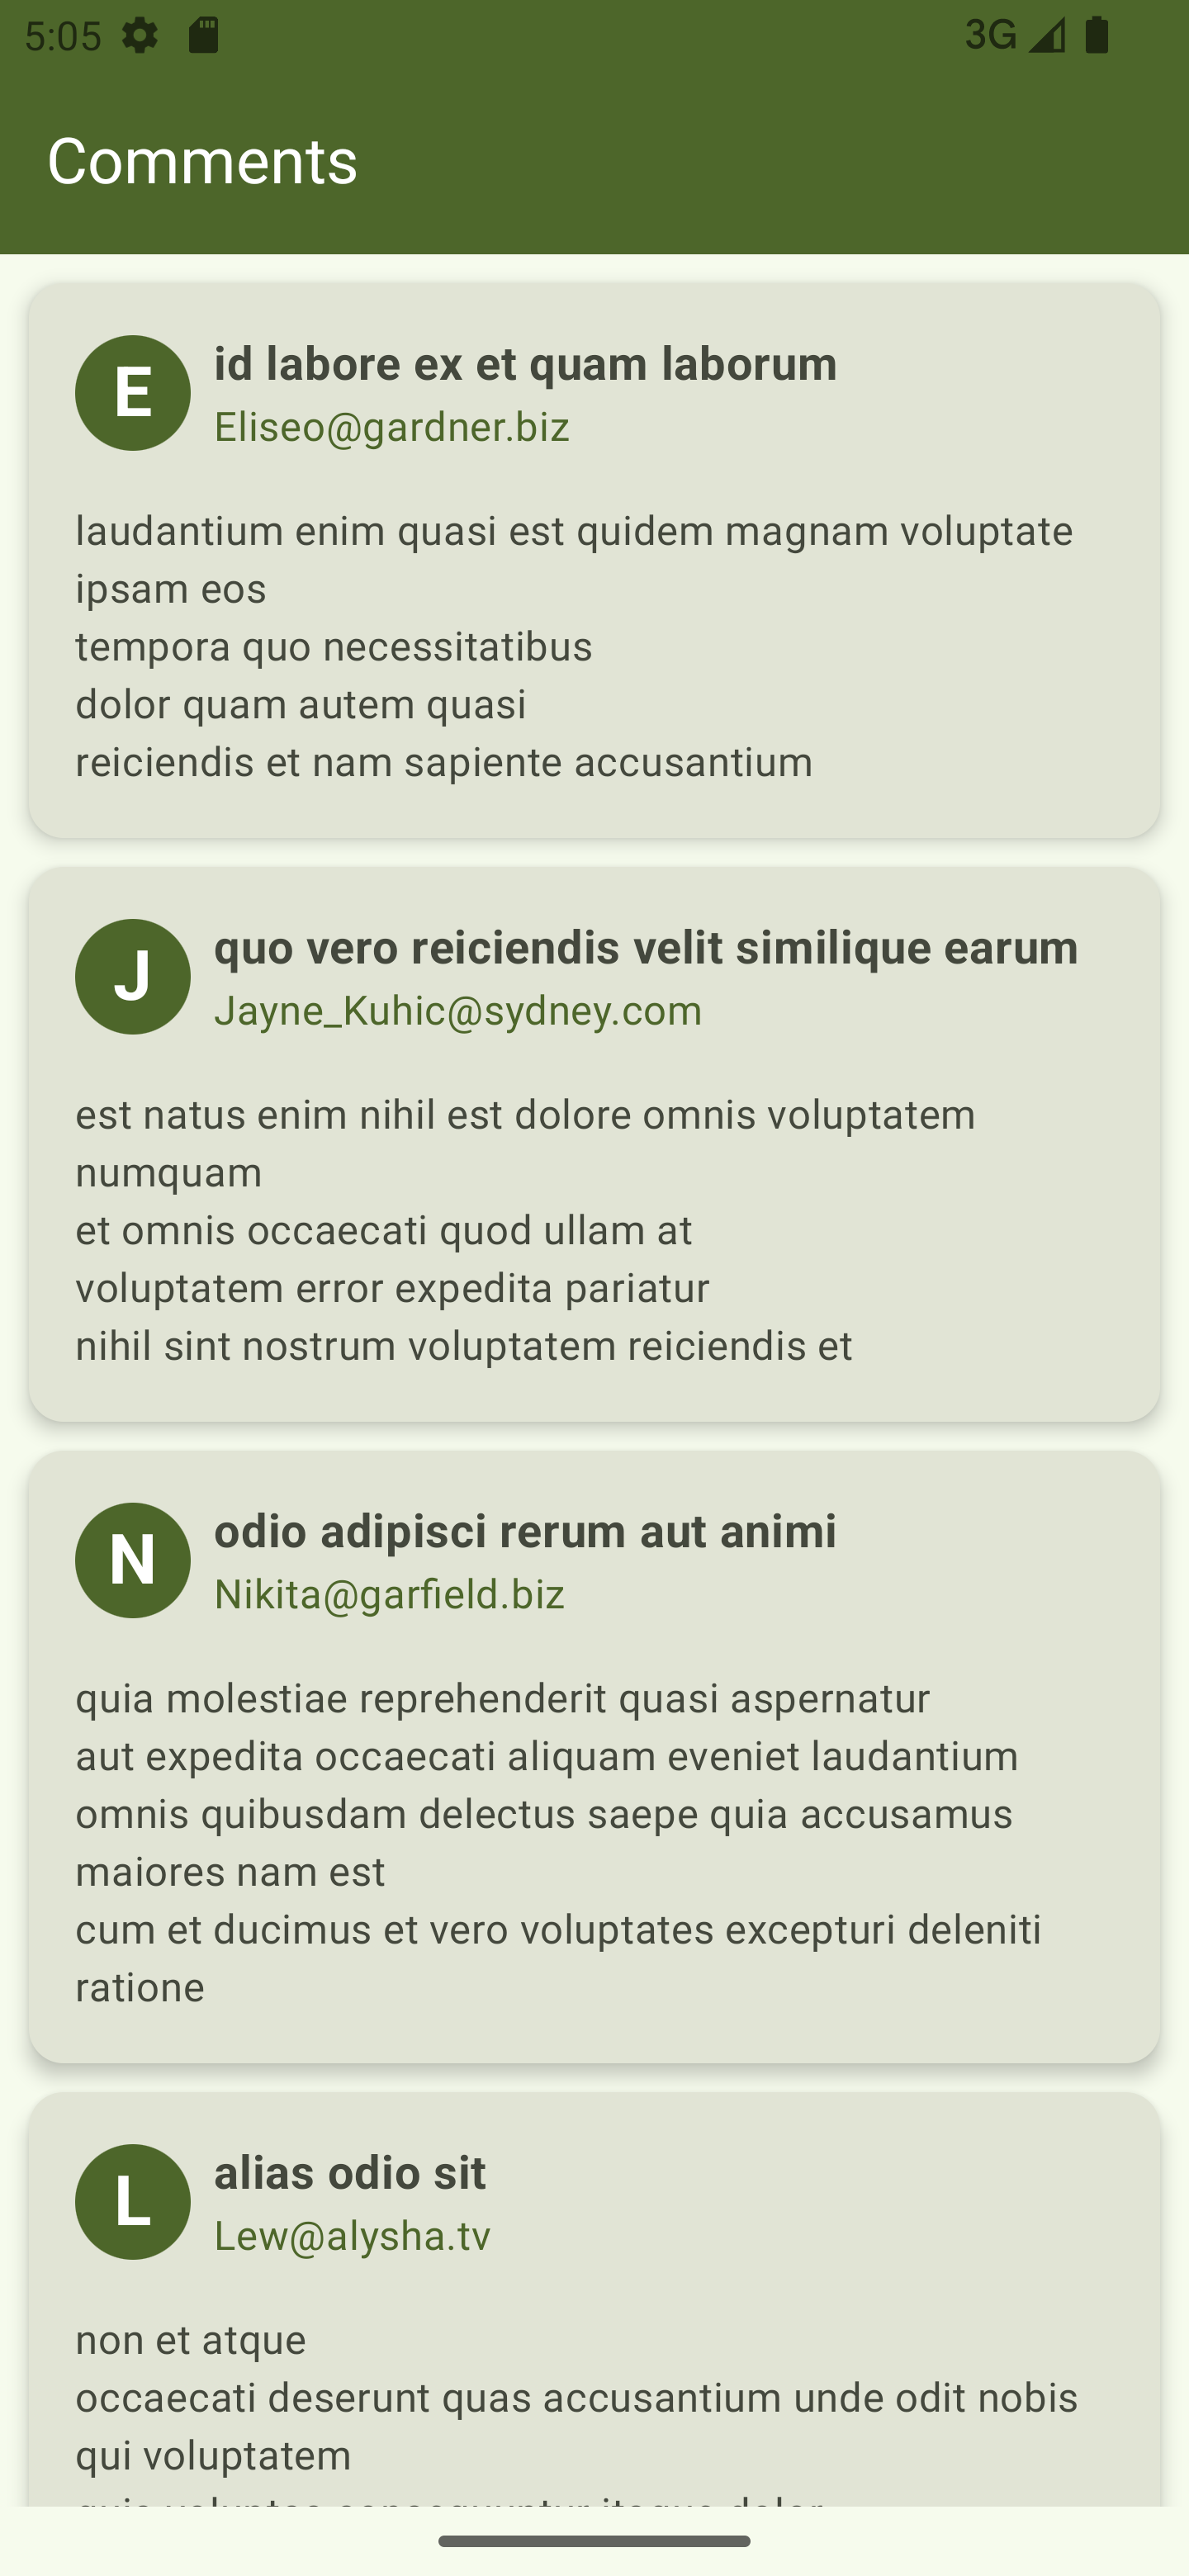 5:05
3G
Comments
E
id labore ex et quam laborum
Eliseo@gardner.biz
laudantium enim quasi est quidem magnam voluptate
ipsam eos
tempora quo necessitatibus
dolor quam autem quasi
reiciendis et nam sapiente accusantium
J
quo vero reiciendis velit similique earum
Jayne_Kuhic@sydney.com
est natus enim nihil est dolore omnis voluptatem
numquam
et omnis occaecati quod ullam at
voluptatem error expedita pariatur
nihil sint nostrum voluptatem reiciendis et
N
odio adipisci rerum aut animi
Nikita@garfield.biz
quia molestiae reprehenderit quasi aspernatur
aut expedita occaecati aliquam eveniet laudantium
omnis quibusdam delectus saepe quia accusamus
maiores nam est
cum et ducimus et vero voluptates excepturi deleniti
ratione
L
alias odio sit
Lew@alysha.tv
non et atque
occaecati deserunt quas accusantium unde odit nobis
qui voluptatem